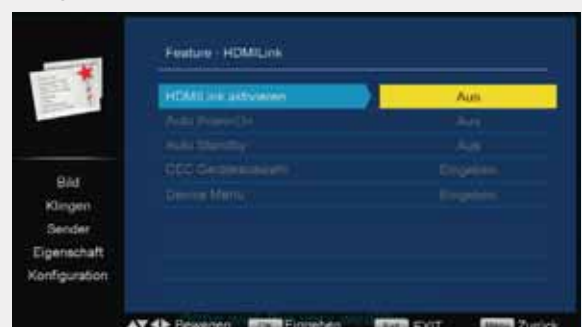 Feature - HDMILink
HDMILink aktivieren Aus
Auto PowerOn Aus
Auto Standby Aus
CEC Geräteauswahl Eingeben
Device Menu Eingeben
Bild
Klingen
Sender
Eigenschaft
Konfiguration
Bewegen Eingeben EXIT Zurück